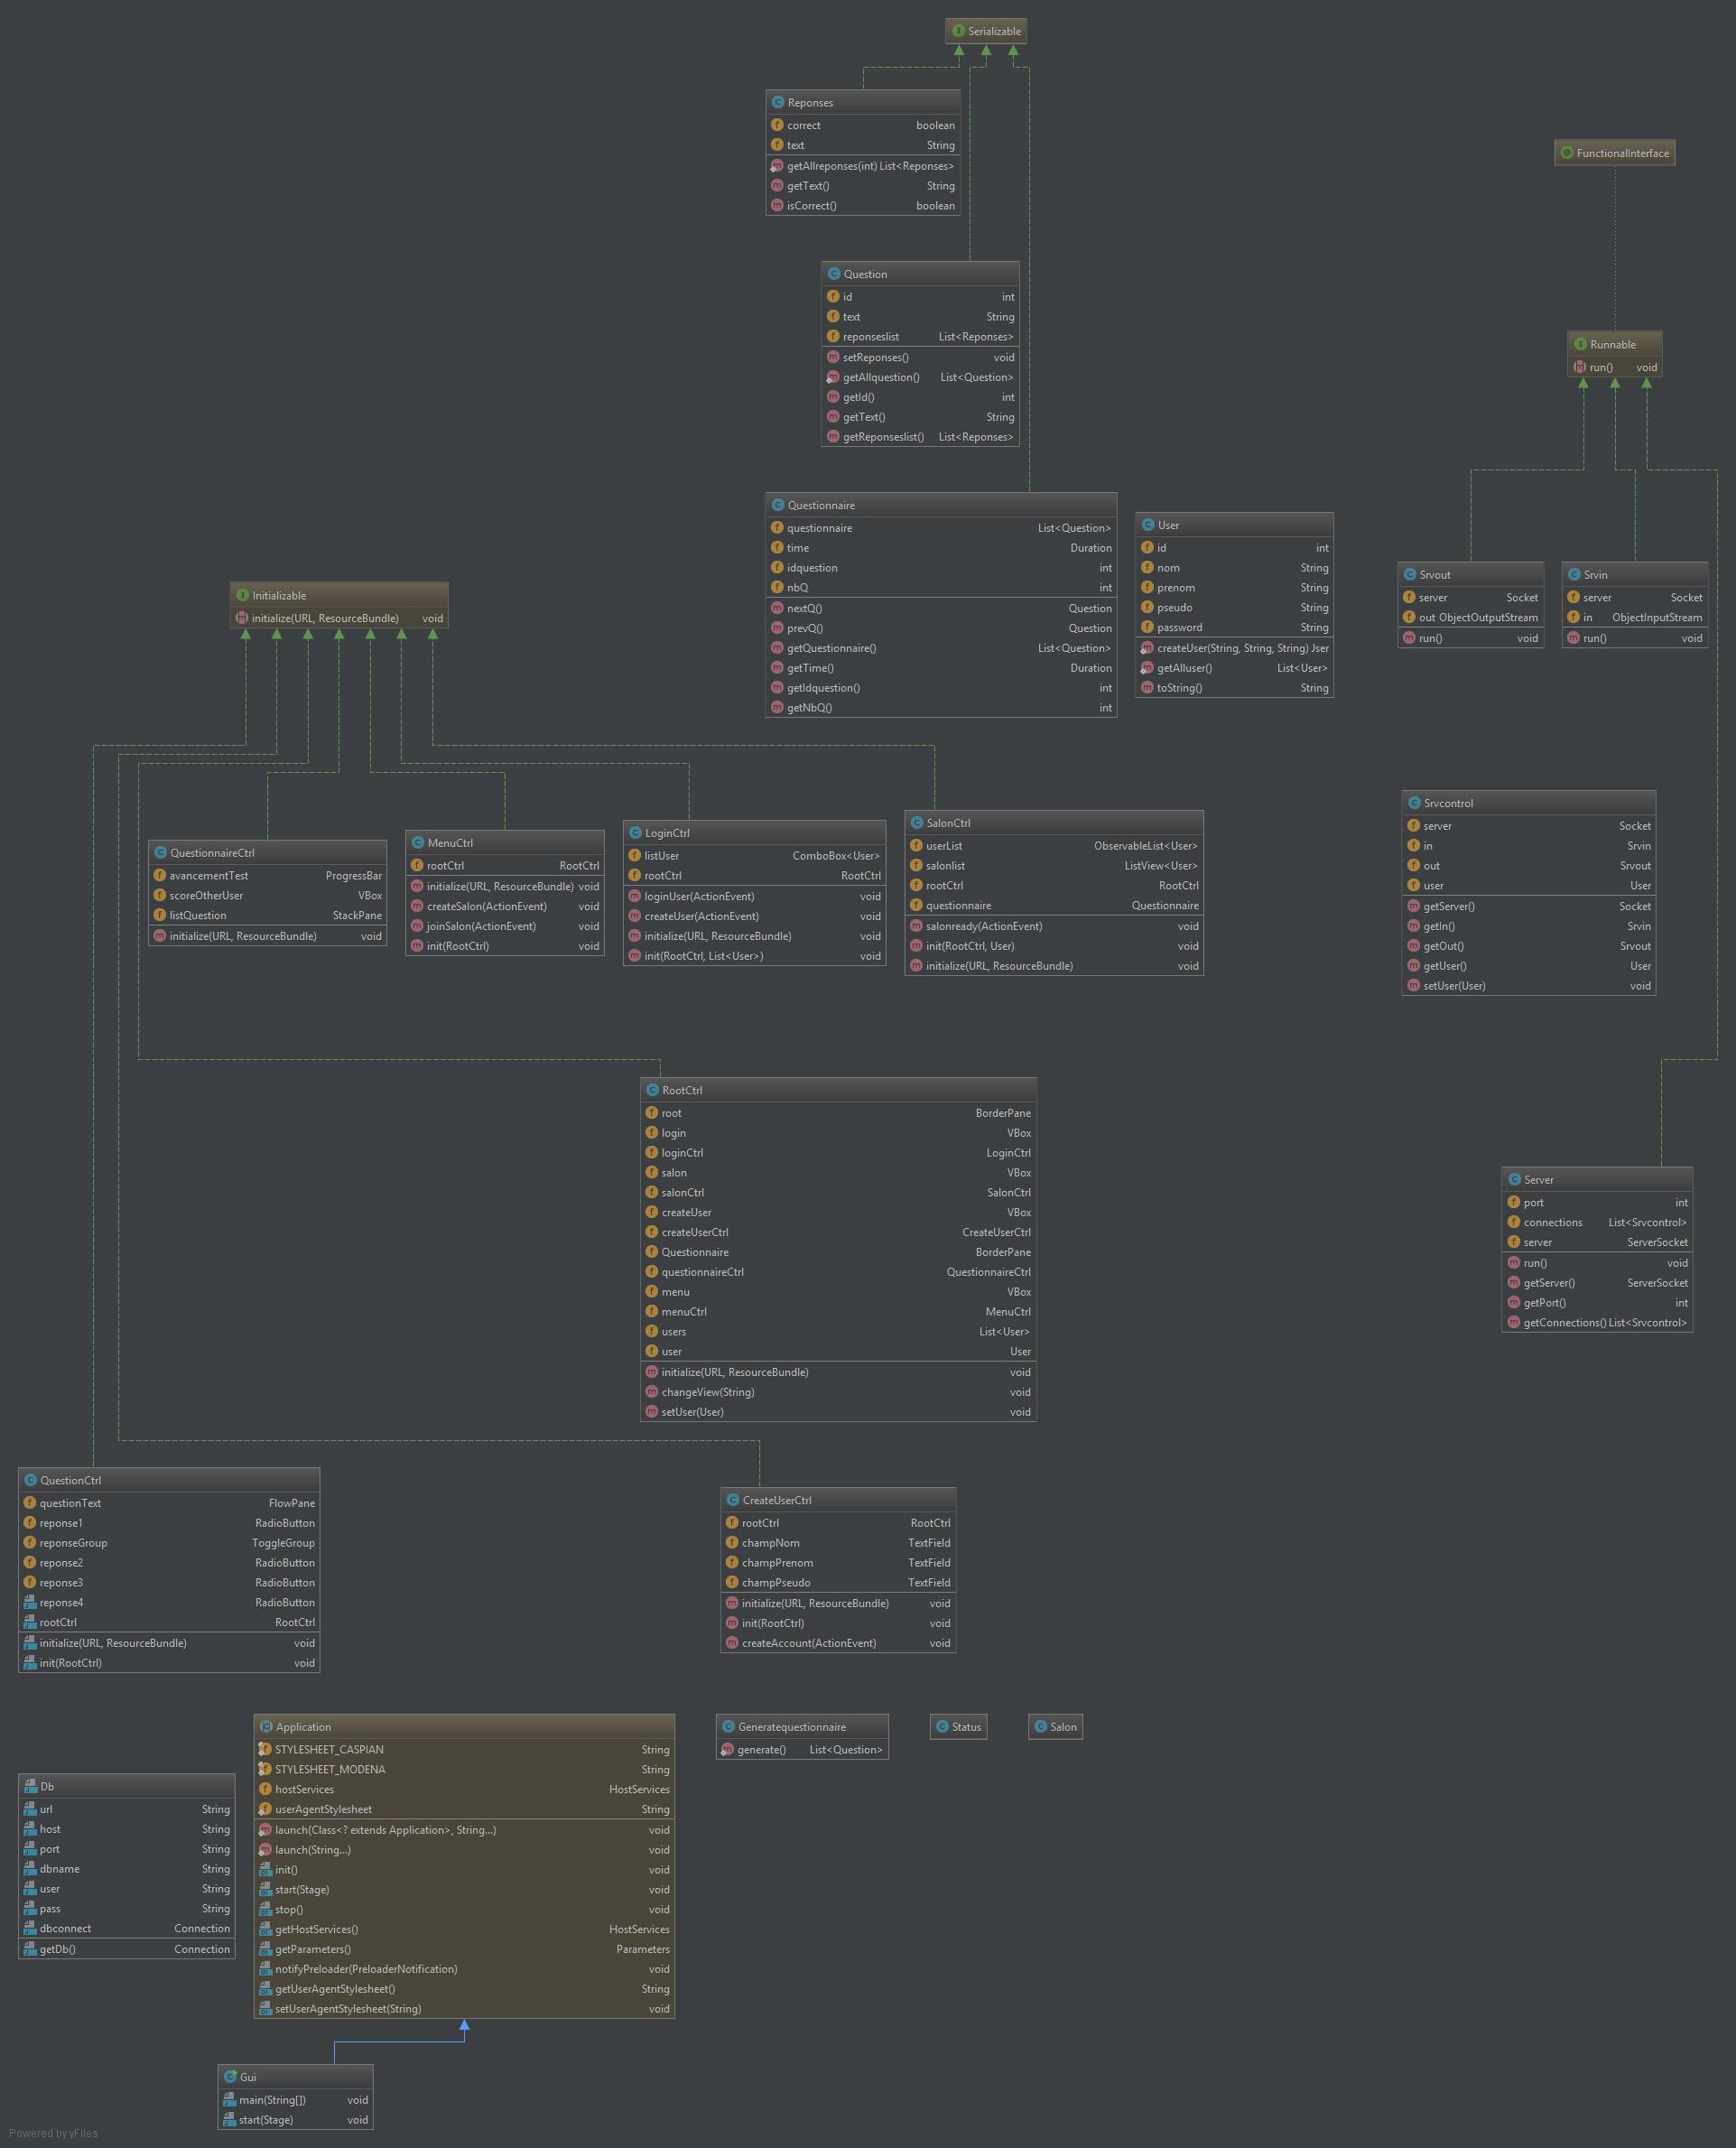 Serializable
Reponses
correct boolean
text String
getAllreponses(int) List<Reponses>
getText() String
isCorrect() boolean
FunctionalInterface
Question
id int
text String
reponseslist List<Reponses>
setReponses() void
getAllquestion() List<Question>
getId() int
getText() String
getReponseslist() List<Reponses>
Runnable
run() void
Questionnaire
questionnaire List<Question>
time Duration
idquestion int
nbQ int
nextQ() Question
prevQ() Question
getQuestionnaire() List<Question>
getTime() Duration
getIdquestion() int
getNbQ() int
User
id int
nom String
prenom String
pseudo String
password String
createUser(String, String, String) Jser
getAlluser() List<User>
toString() String
Srvout
server Socket
out ObjectOutputStream
run() void
Srvin
server Socket
in ObjectInputStream
run() void
Initializable
initialize(URL, ResourceBundle) void
QuestionnaireCtrl
avancementTest ProgressBar
scoreOtherUser VBox
listQuestion StackPane
initialize(URL, ResourceBundle) void
MenuCtrl
rootCtrl RootCtrl
initialize(URL, ResourceBundle) void
createSalon(ActionEvent) void
joinSalon(ActionEvent) void
init(RootCtrl) void
LoginCtrl
listUser ComboBox<User>
rootCtrl RootCtrl
loginUser(ActionEvent) void
createUser(ActionEvent) void
initialize(URL, ResourceBundle) void
init(RootCtrl, List<User>) void
SalonCtrl
userList ObservableList<User>
salonlist ListView<User>
rootCtrl RootCtrl
questionnaire Questionnaire
salonready(ActionEvent) void
init(RootCtrl, User) void
initialize(URL, ResourceBundle) void
Srvcontrol
server Socket
in Srvin
out Srvout
user User
getServer() Socket
getIn() Srvin
getOut() Srvout
getUser() User
setUser(User) void
RootCtrl
root BorderPane
login VBox
loginCtrl LoginCtrl
salon VBox
salonCtrl SalonCtrl
createUser VBox
createUserCtrl CreateUserCtrl
Questionnaire BorderPane
questionnaireCtrl QuestionnaireCtrl
menu VBox
menuCtrl MenuCtrl
users List<User>
user User
initialize(URL, ResourceBundle) void
changeView(String) void
setUser(User) void
Server
port int
connections List<Srvcontrol>
server ServerSocket
run() void
getServer() ServerSocket
getPort() int
getConnections() List<Srvcontrol>
QuestionCtrl
questionText FlowPane
reponse1 RadioButton
reponseGroup ToggleGroup
reponse2 RadioButton
reponse3 RadioButton
reponse4 RadioButton
rootCtrl RootCtrl
initialize(URL, ResourceBundle) void
init(RootCtrl) void
CreateUserCtrl
rootCtrl RootCtrl
champNom TextField
champPrenom TextField
champPseudo TextField
initialize(URL, ResourceBundle) void
init(RootCtrl) void
createAccount(ActionEvent) void
Db
url String
host String
port String
dbname String
user String
pass String
dbconnect Connection
getDb() Connection
Application
STYLESHEET_CASPIAN String
STYLESHEET_MODENA String
hostServices HostServices
userAgentStylesheet String
launch(Class<? extends Application>, String...) void
launch(String...) void
init() void
start(Stage) void
stop() void
getHostServices() HostServices
getParameters() Parameters
notifyPreloader(PreloaderNotification) void
getUserAgentStylesheet() String
setUserAgentStylesheet(String) void
Generatequestionnaire
generate() List<Question>
Status
Salon
Gui
main(String[]) void
start(Stage) void
Powered by yFiles